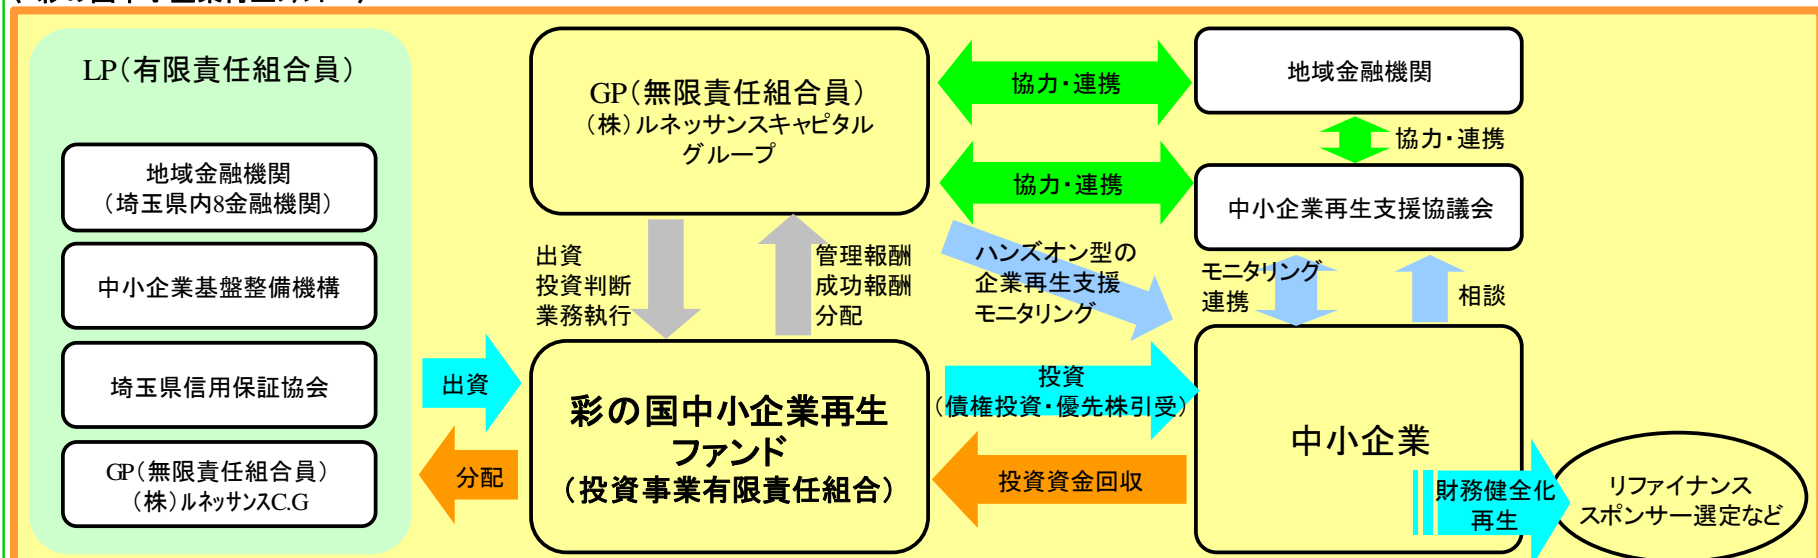 LP（有限責任組合員）
地域金融機関
（埼玉県内8金融機関）
中小企業基盤整備機構
埼玉県信用保証協会
GP（無限責任組合員）
（株）ルネッサンスC.G
出資
分配
GP（無限責任組合員）
（株）ルネッサンスキャピタル
グループ
出資
投資判断
業務執行
管理報酬
成功報酬
分配
彩の国中小企業再生
ファンド
（投資事業有限責任組合）
協力・連携
協力・連携
ハンズオン型の
企業再生支援
モニタリング
投資
（債権投資・優先株引受）
投資資金回収
地域金融機関
協力・連携
中小企業再生支援協議会
モニタリング
連携
相談
中小企業
財務健全化
再生
リファイナンス
スポンサー選定など